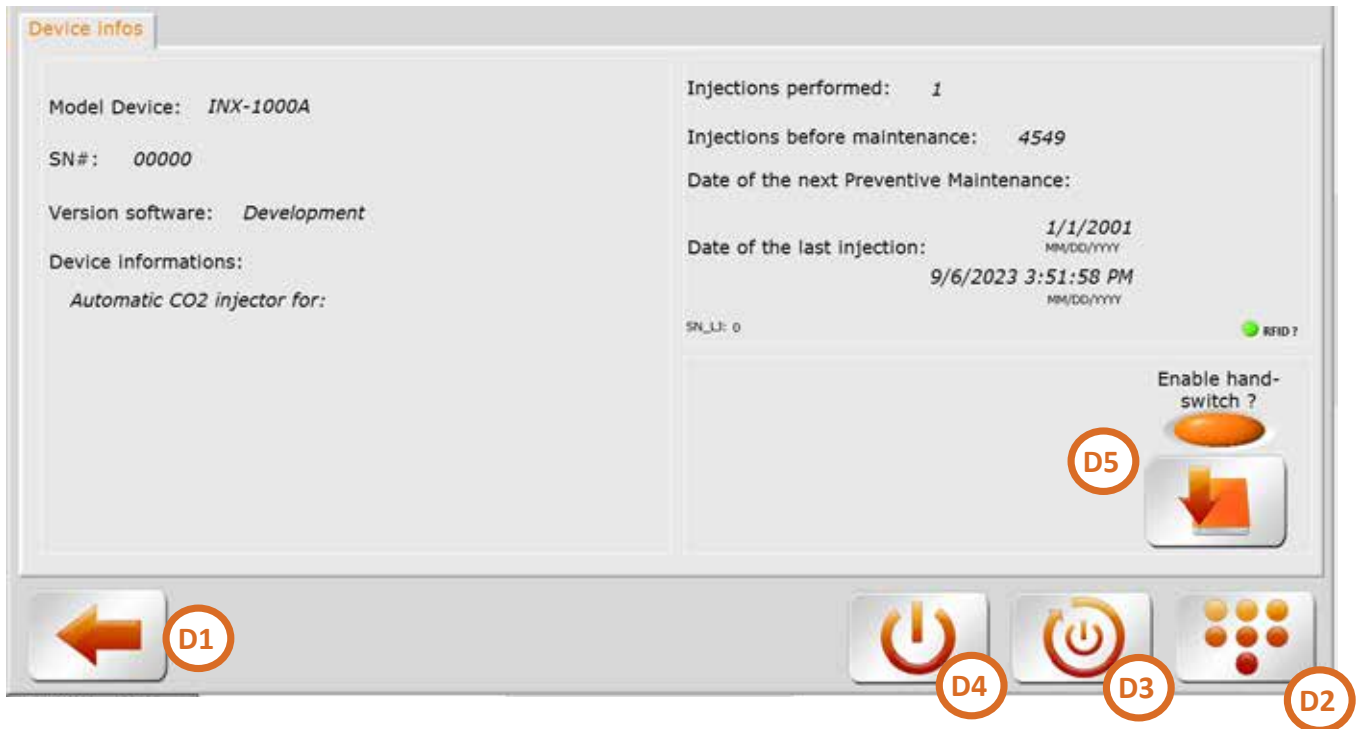 Device infos
Model Device: INX-1000A
SN#: 00000
Version software: Development
Device informations:
Automatic CO2 injector for:
Injections performed: 1
Injections before maintenance: 4549
Date of the next Preventive Maintenance:
1/1/2001
MM/DD/YYYY
Date of the last injection:
9/6/2023 3:51:58 PM
MM/DD/YYYY
SN_LJ: 0
RFID ?
Enable hand-
switch ?
D5
D1
D4
D3
D2